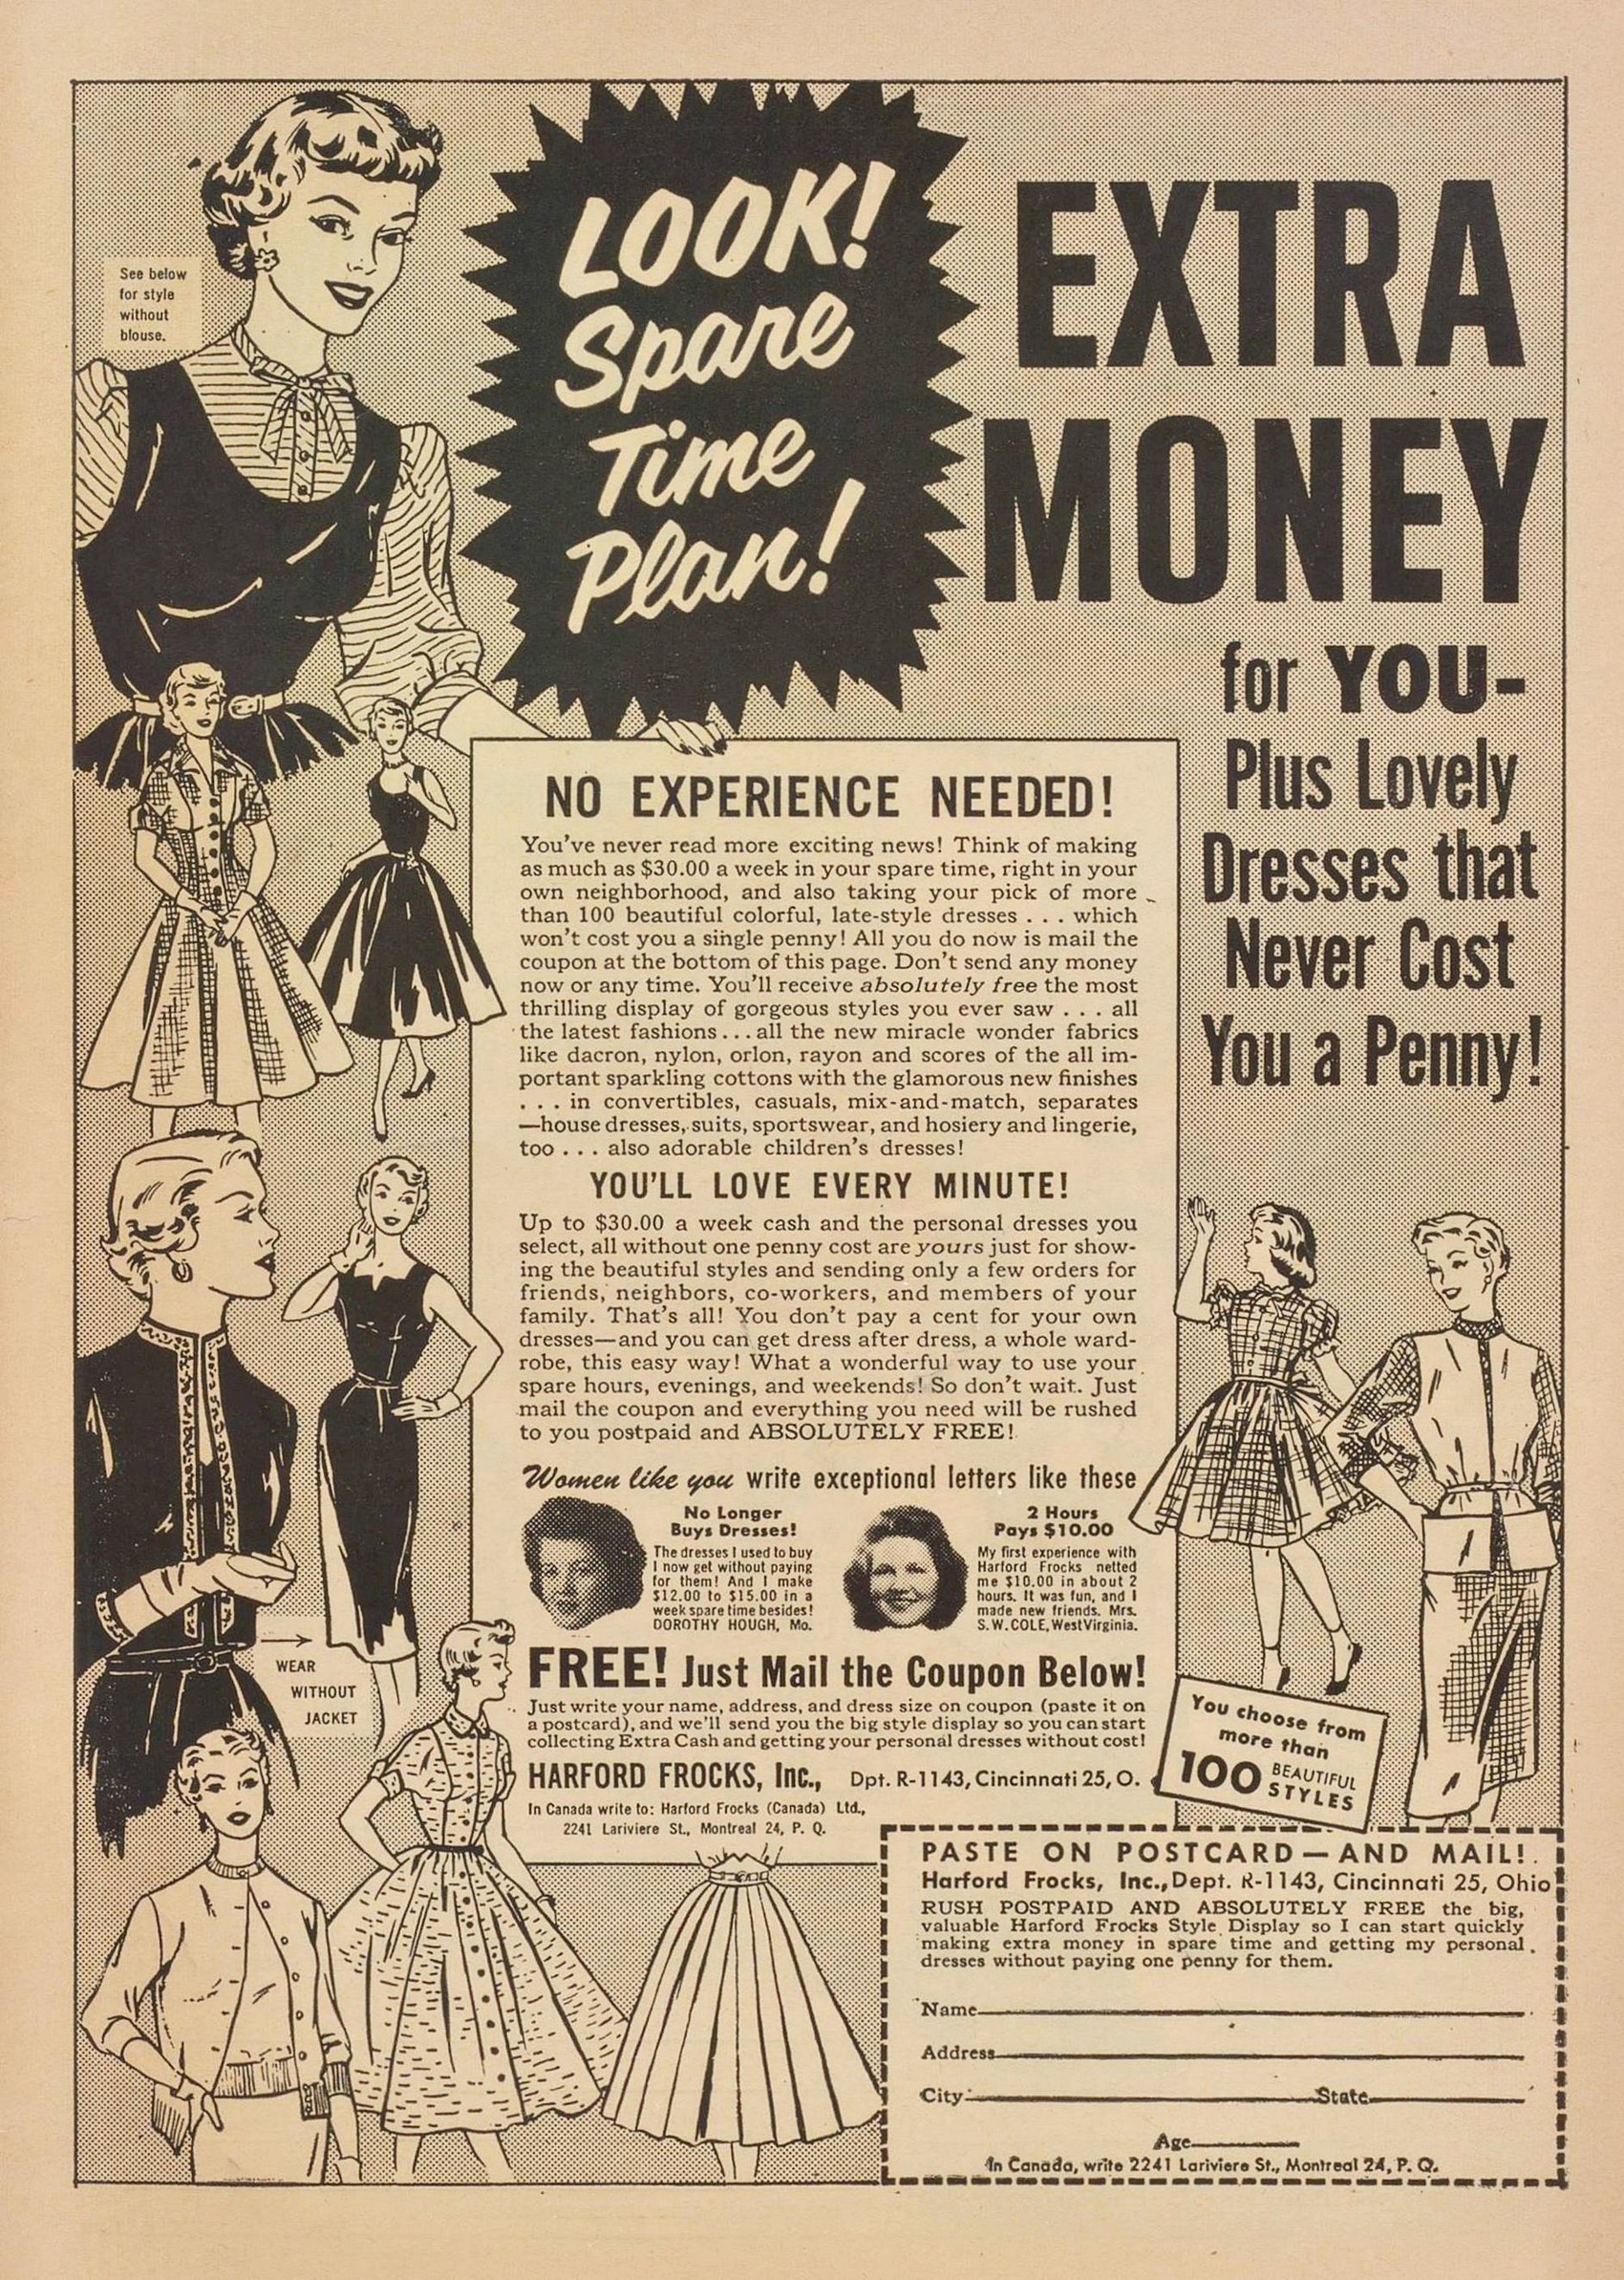 LOOK!
Spare
Time
Plan!
EXTRA
MONEY
for YOU-
Plus Lovely
Dresses that
Never Cost
You a Penny!
See below
for style
without
blouse.
NO EXPERIENCE NEEDED!
You've never read more exciting news! Think of making
as much as $30.00 a week in your spare time, right in your
own neighborhood, and also taking your pick of more
than 100 beautiful colorful, late-style dresses . . . which
won't cost you a single penny! All you do now is mail the
coupon at the bottom of this page. Don't send any money
now or any time. You'll receive absolutely free the most
thrilling display of gorgeous styles you ever saw . . . all
the latest fashions . . . all the new miracle wonder fabrics
like dacron, nylon, orlon, rayon and scores of the all im-
portant sparkling cottons with the glamorous new finishes
. . . in convertibles, casuals, mix-and-match, separates
—house dresses, suits, sportswear, and hosiery and lingerie,
too . . . also adorable children's dresses!
YOU'LL LOVE EVERY MINUTE!
Up to $30.00 a week cash and the personal dresses you
select, all without one penny cost are yours just for show-
ing the beautiful styles and sending only a few orders for
friends, neighbors, co-workers, and members of your
family. That's all! You don't pay a cent for your own
dresses—and you can get dress after dress, a whole ward-
robe, this easy way! What a wonderful way to use your
spare hours, evenings, and weekends! So don't wait. Just
mail the coupon and everything you need will be rushed
to you postpaid and ABSOLUTELY FREE!
Women like you write exceptional letters like these
No Longer
Buys Dresses!
The dresses I used to buy
I now get without paying
for them! And I make
$12.00 to $15.00 in a
week spare time besides!
DOROTHY HOUGH, Mo.
2 Hours
Pays $10.00
My first experience with
Harford Frocks netted
me $10.00 in about 2
hours. It was fun, and I
made new friends. Mrs.
S. W. COLE, West Virginia.
WEAR
WITHOUT
JACKET
FREE! Just Mail the Coupon Below!
Just write your name, address, and dress size on coupon (paste it on
a postcard), and we'll send you the big style display so you can start
collecting Extra Cash and getting your personal dresses without cost!
HARFORD FROCKS, Inc., Dpt. R-1143, Cincinnati 25, O.
In Canada write to: Harford Frocks (Canada) Ltd.,
2241 Lariviere St., Montreal 24, P. Q.
You choose from
more than
100 BEAUTIFUL
STYLES
PASTE ON POSTCARD — AND MAIL!
Harford Frocks, Inc., Dept. R-1143, Cincinnati 25, Ohio
RUSH POSTPAID AND ABSOLUTELY FREE the big,
valuable Harford Frocks Style Display so I can start quickly
making extra money in spare time and getting my personal
dresses without paying one penny for them.
Name
Address
City State
Age
In Canada, write 2241 Lariviere St., Montreal 24, P. Q.